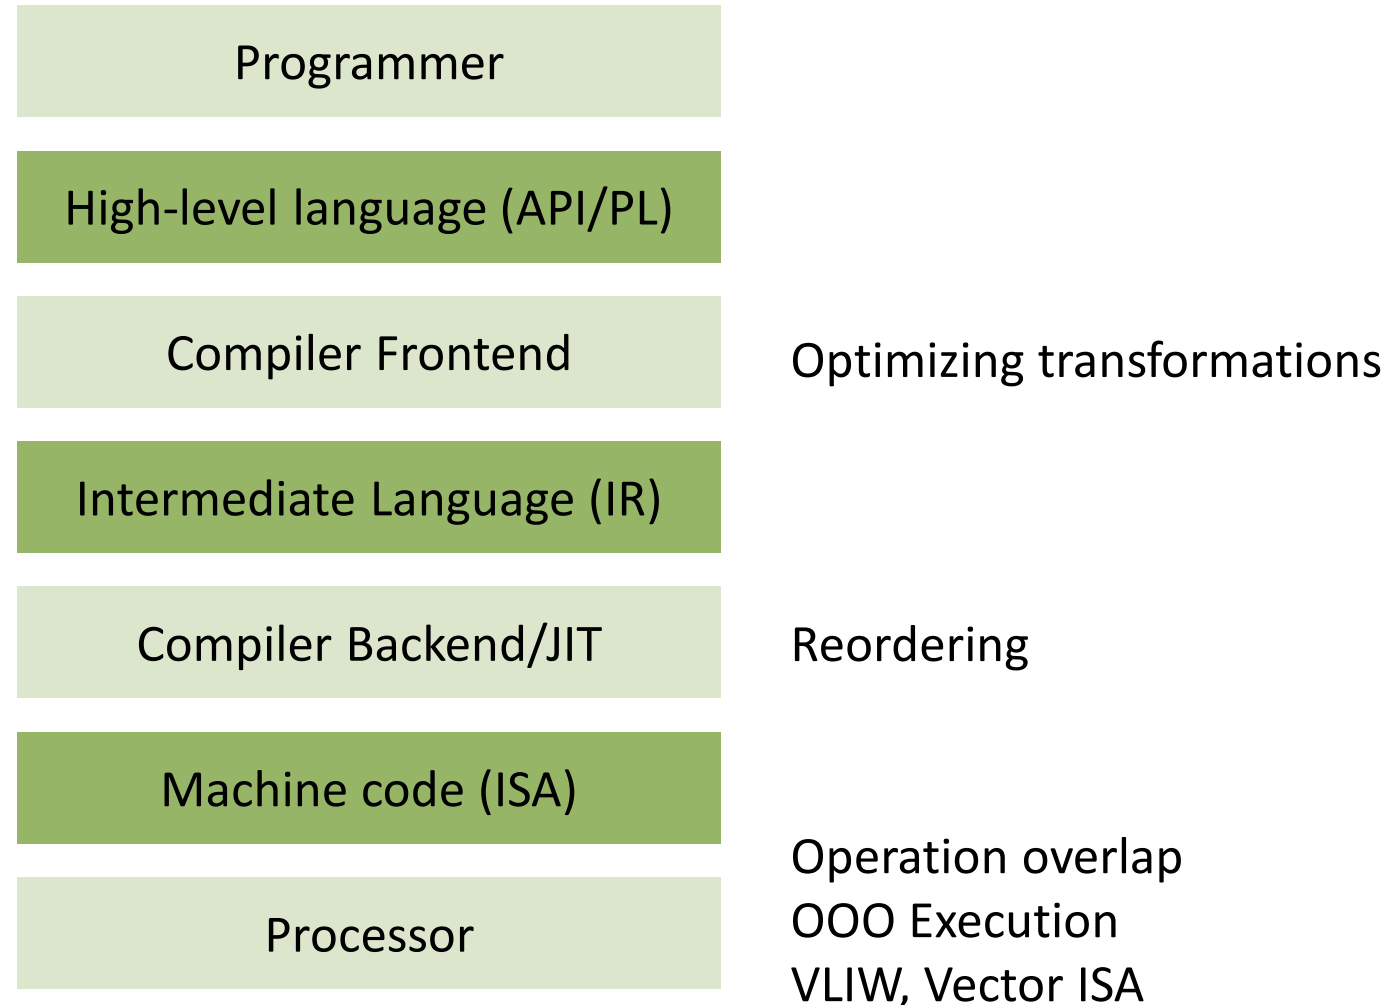 Programmer
High-level language (API/PL)
Compiler Frontend
Optimizing transformations
Intermediate Language (IR)
Compiler Backend/JIT
Reordering
Machine code (ISA)
Operation overlap
OOO Execution
Processor
VLIW, Vector ISA